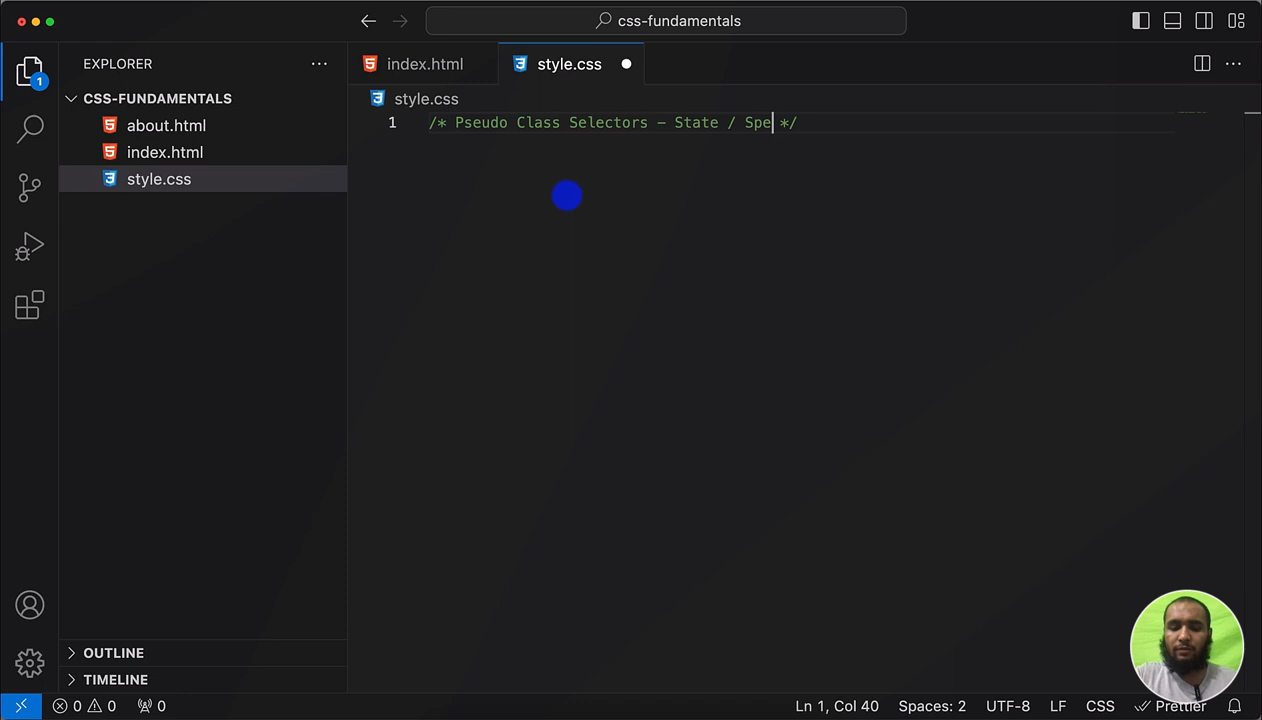 css-fundamentals
EXPLORER
index.html
style.css
CSS-FUNDAMENTALS
style.css
about.html
1 /* Pseudo Class Selectors - State / Spe */
index.html
style.css
1
OUTLINE
TIMELINE
0 0 0
Ln 1, Col 40 Spaces: 2 UTF-8 LF CSS Prettier